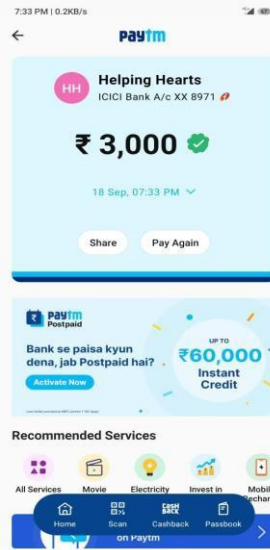 7:33 PM | 0.2KB/s
paytm
HH
Helping Hearts
ICICI Bank A/c XX 8971
₹ 3,000
18 Sep, 07:33 PM
Share Pay Again
paytm
Postpaid
Bank se paisa kyun
dena, jab Postpaid hai?
Activate Now
UP TO
₹60,000
Instant
Credit
Recommended Services
All Services Movie Electricity Invest in Mobil
Rechar
Home Scan Cashback Passbook
CASH
BACK
on Paytm